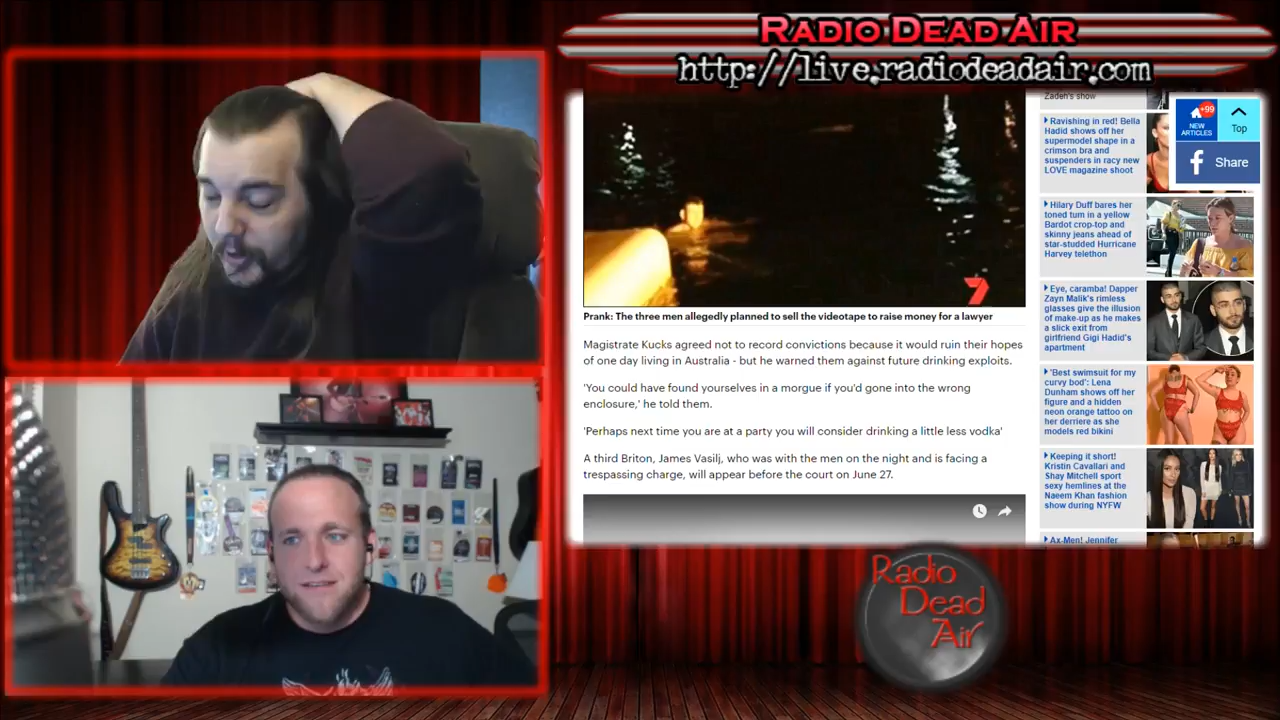 Radio Dead Air
http://live.radiodeadair.com
Prank: The three men allegedly planned to sell the videotape to raise money for a lawyer
Magistrate Kucks agreed not to record convictions because it would ruin their hopes
of one day living in Australia - but he warned them against future drinking exploits.
'You could have found yourselves in a morgue if you'd gone into the wrong
enclosure,' he told them.
'Perhaps next time you are at a party you will consider drinking a little less vodka'
A third Briton, James Vasilj, who was with the men on the night and is facing a
trespassing charge, will appear before the court on June 27.
Zadeh's show
Ravishing in red! Bella
Hadid shows off her
supermodel shape in a
crimson bra and
suspenders in racy new
LOVE magazine shoot
Hilary Duff bares her
toned tum in a yellow
Bardot crop-top and
skinny jeans ahead of
star-studded Hurricane
Harvey telethon
Eye, caramba! Dapper
Zayn Malik's rimless
glasses give the illusion
of make-up as he makes
a slick exit from
girlfriend Gigi Hadid's
apartment
'Best swimsuit for my
curvy bod': Lena
Dunham shows off her
figure and a hidden
neon orange tattoo on
her derriere as she
models red bikini
Keeping it short!
Kristin Cavallari and
Shay Mitchell sport
sexy hemlines at the
Naeem Khan fashion
show during NYFW
Ax-Men! Jennifer
+99
NEW
ARTICLES
Top
Share
Radio
Dead
Air